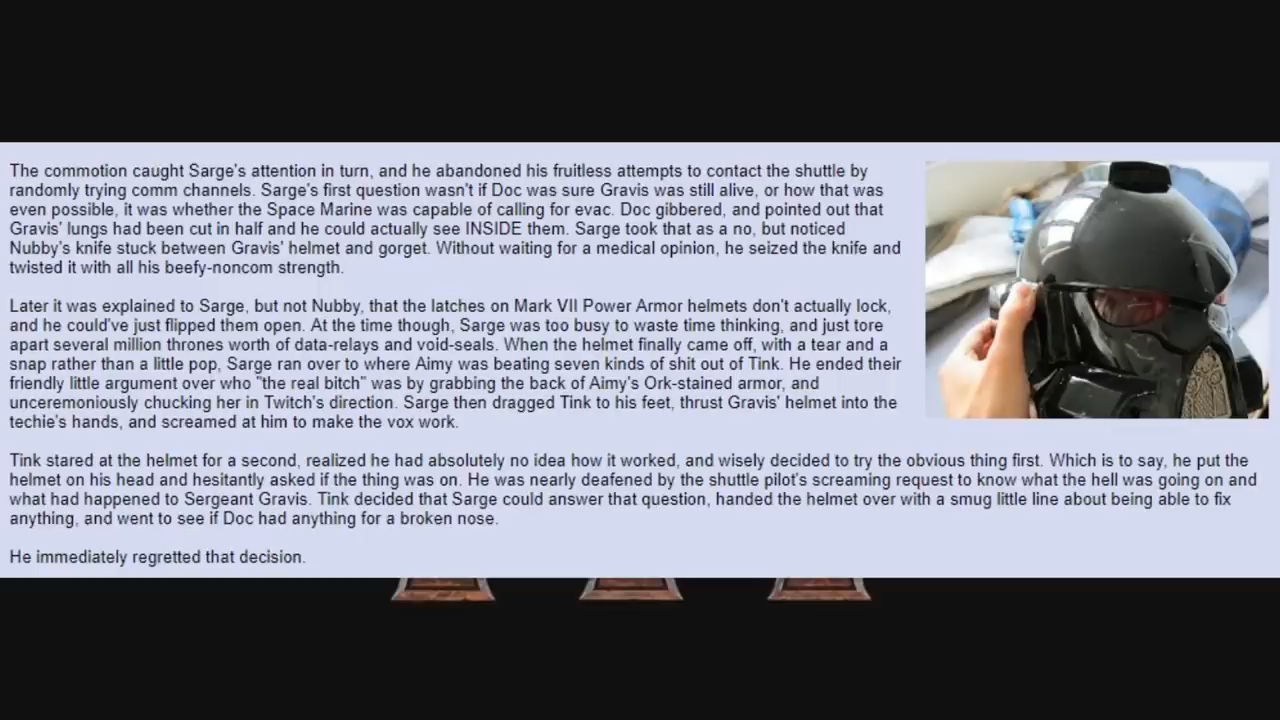 The commotion caught Sarge's attention in turn, and he abandoned his fruitless attempts to contact the shuttle by
randomly trying comm channels. Sarge's first question wasn't if Doc was sure Gravis was still alive, or how that was
even possible, it was whether the Space Marine was capable of calling for evac. Doc gibbered, and pointed out that
Gravis' lungs had been cut in half and he could actually see INSIDE them. Sarge took that as a no, but noticed
Nubby's knife stuck between Gravis' helmet and gorget. Without waiting for a medical opinion, he seized the knife and
twisted it with all his beefy-noncom strength.
Later it was explained to Sarge, but not Nubby, that the latches on Mark VII Power Armor helmets don't actually lock,
and he could've just flipped them open. At the time though, Sarge was too busy to waste time thinking, and just tore
apart several million thrones worth of data-relays and void-seals. When the helmet finally came off, with a tear and a
snap rather than a little pop, Sarge ran over to where Aimy was beating seven kinds of shit out of Tink. He ended their
friendly little argument over who "the real bitch" was by grabbing the back of Aimy's Ork-stained armor, and
unceremoniously chucking her in Twitch's direction. Sarge then dragged Tink to his feet, thrust Gravis' helmet into the
techie's hands, and screamed at him to make the vox work.
Tink stared at the helmet for a second, realized he had absolutely no idea how it worked, and wisely decided to try the obvious thing first. Which is to say, he put the
helmet on his head and hesitantly asked if the thing was on. He was nearly deafened by the shuttle pilot's screaming request to know what the hell was going on and
what had happened to Sergeant Gravis. Tink decided that Sarge could answer that question, handed the helmet over with a smug little line about being able to fix
anything, and went to see if Doc had anything for a broken nose.
He immediately regretted that decision.